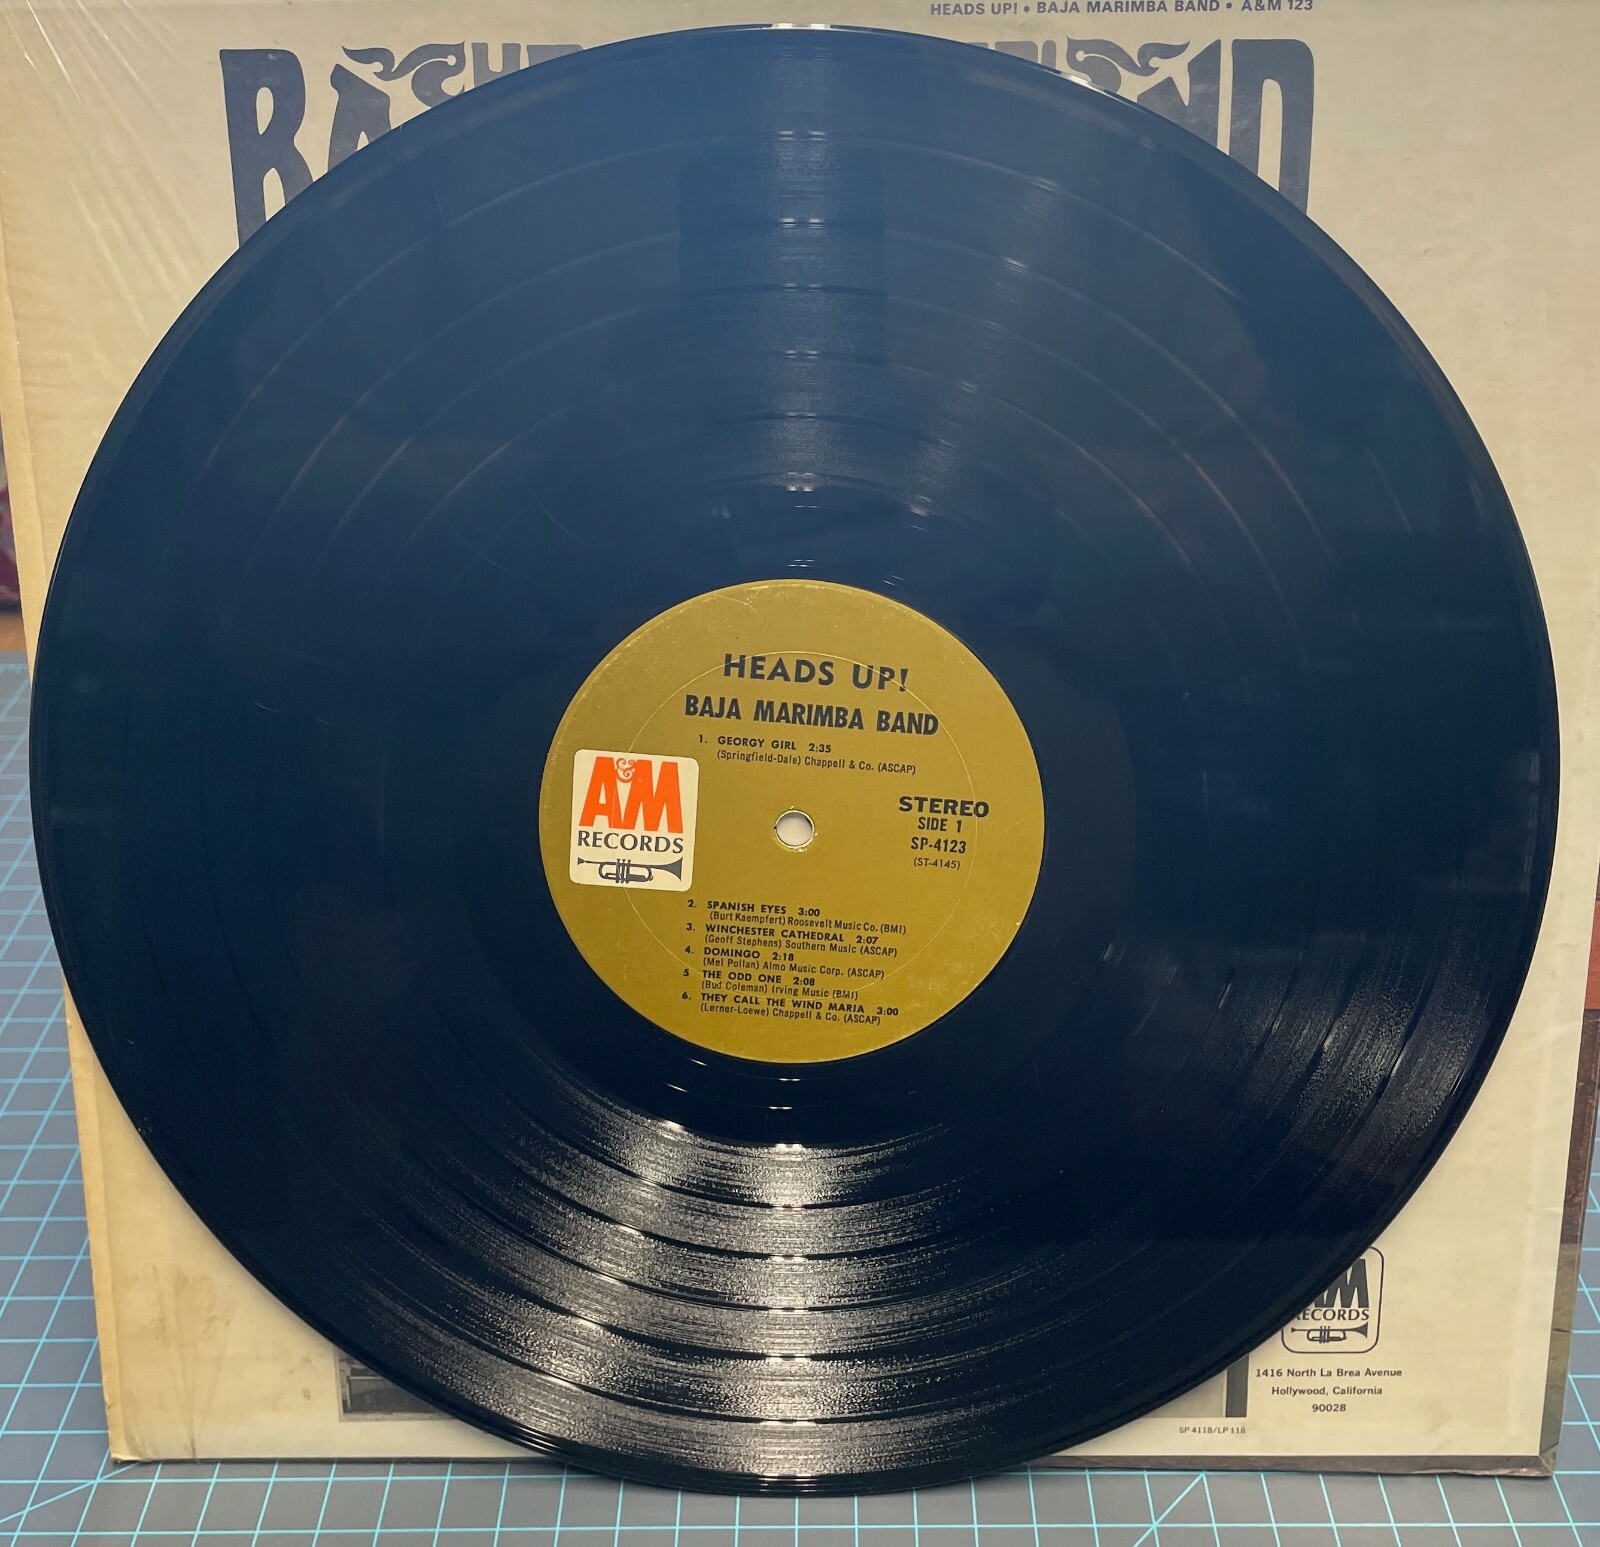 HEADS UP! • BAJA MARIMBA BAND • A&M 123
HEADS UP!
BAJA MARIMBA BAND
1. GEORGY GIRL 2:35
(Springfield-Dale) Chappell & Co. (ASCAP)
A&M
RECORDS
STEREO
SIDE 1
SP-4123
(ST-4145)
2. SPANISH EYES 3:00
(Burt Kaempfert) Roosevelt Music Co. (BMI)
3. WINCHESTER CATHEDRAL 2:07
(Geoff Stephens) Southern Music (ASCAP)
4. DOMINGO 2:18
(Mel Pollan) Almo Music Corp. (ASCAP)
5 THE ODD ONE 2:08
(Bud Coleman) Irving Music (BMI)
6. THEY CALL THE WIND MARIA 3:00
(Lerner-Loewe) Chappell & Co. (ASCAP)
RECORDS
1416 North La Brea Avenue
Hollywood, California
90028
SP 4118/LP 118